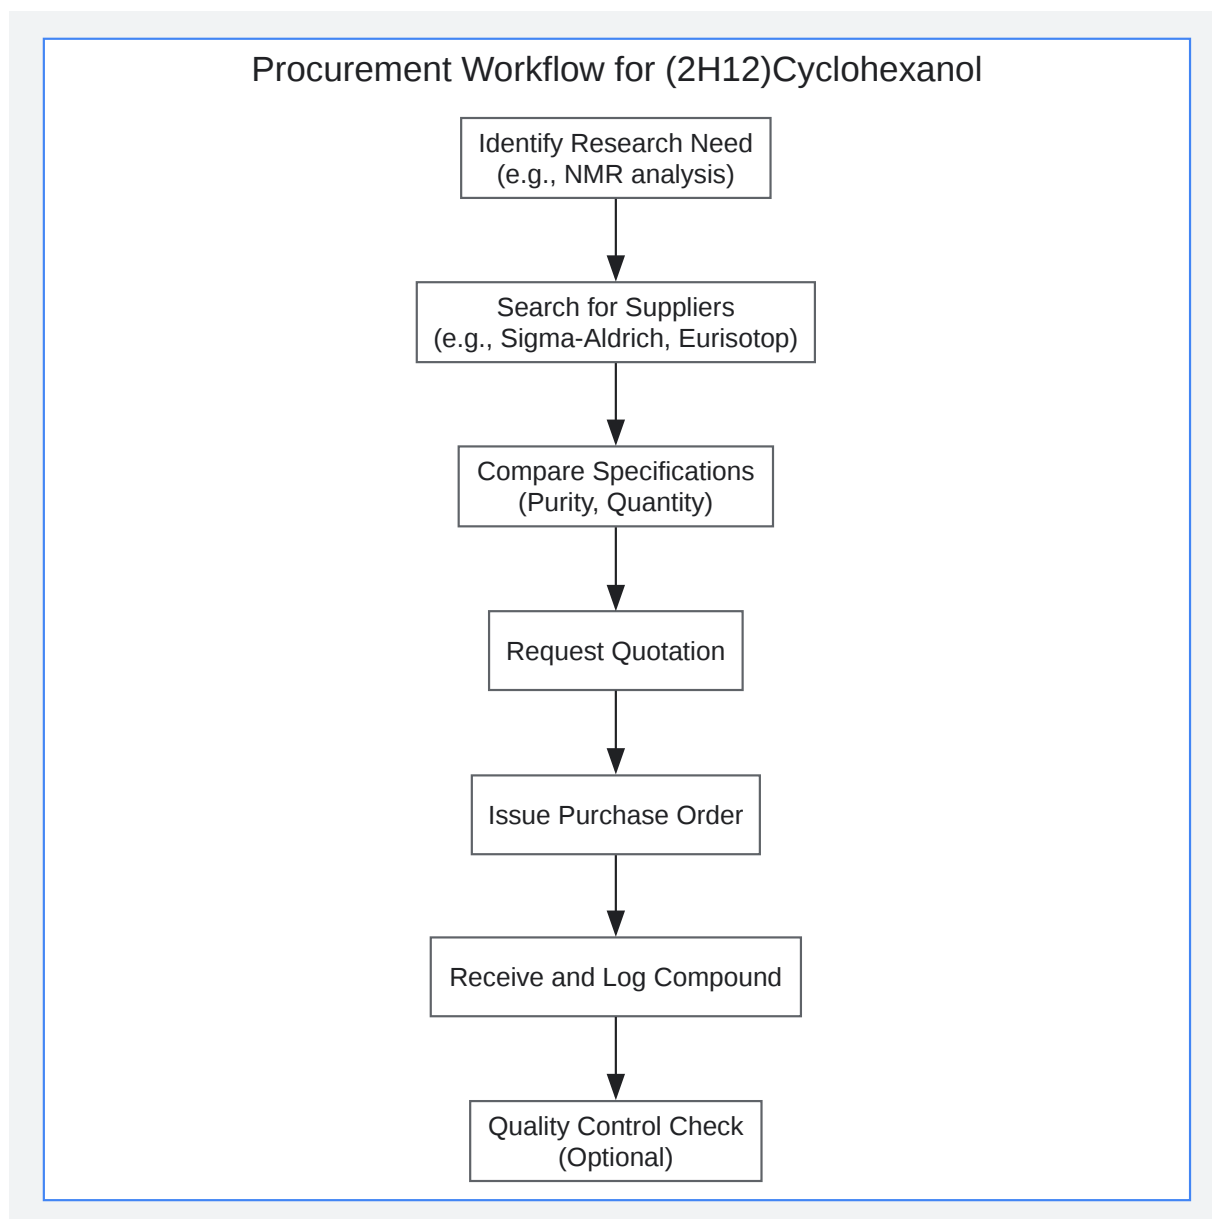 Procurement Workflow for (2H12)Cyclohexanol
Identify Research Need
(e.g., NMR analysis)
Search for Suppliers
(e.g., Sigma-Aldrich, Eurisotop)
Compare Specifications
(Purity, Quantity)
Request Quotation
Issue Purchase Order
Receive and Log Compound
Quality Control Check
(Optional)